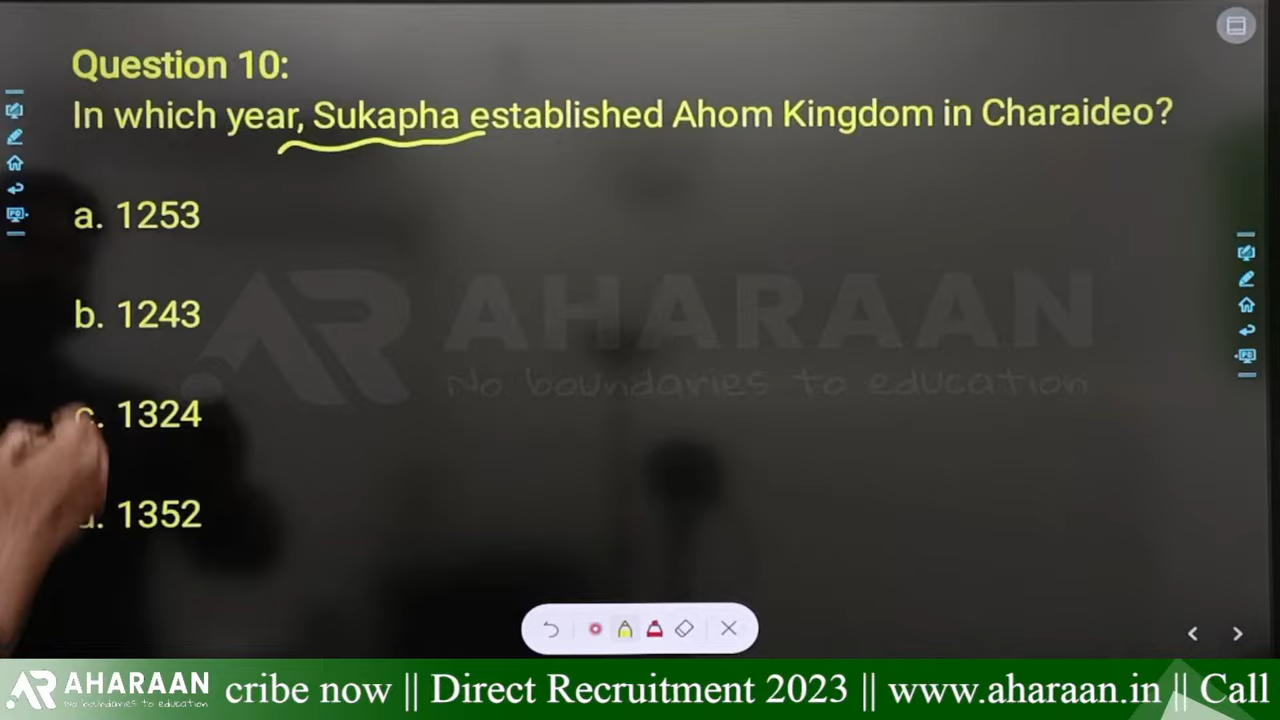 Question 10:
In which year, Sukapha established Ahom Kingdom in Charaideo?
a. 1253
b. 1243
AHARAAN
No boundaries to education
c. 1324
d. 1352
AHARAAN
No boundaries to education
cribe now || Direct Recruitment 2023 || www.aharaan.in || Call